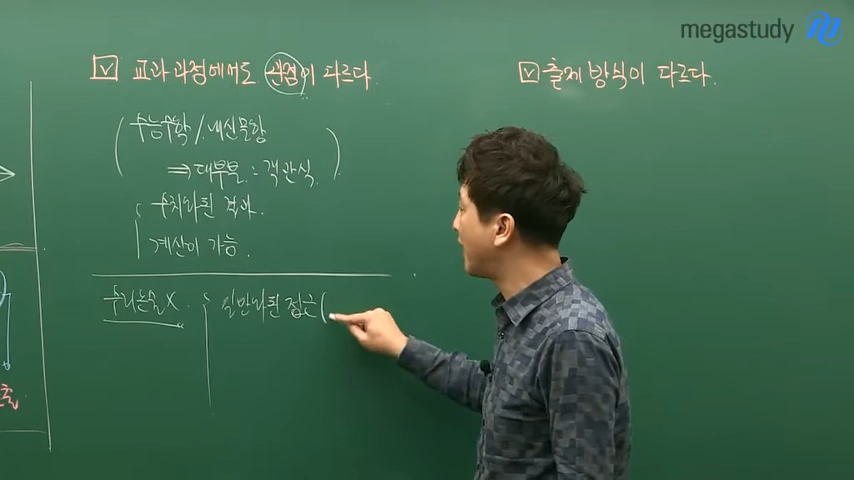 megastudy
교과과정에서도 관점이 다르다.
출제 방식이 다르다.
(수능수학/내신문항
⇒ 대부분 : 객관식.)
수치화된 결과.
계산이 가능.
수리논술X
일반화된 접근(